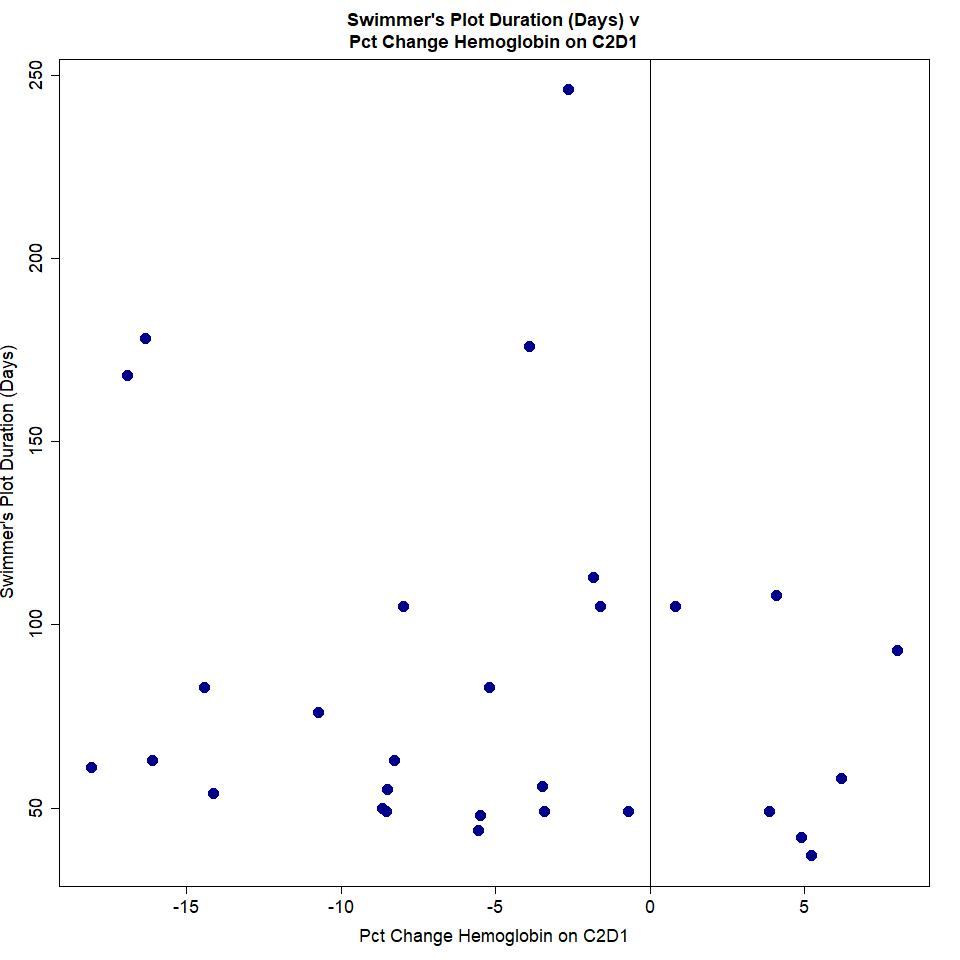 Swimmer's Plot Duration (Days) v
Pct Change Hemoglobin on C2D1
250
200
150
100
50
Swimmer's Plot Duration (Days)
-15
-10
-5
0
5
Pct Change Hemoglobin on C2D1